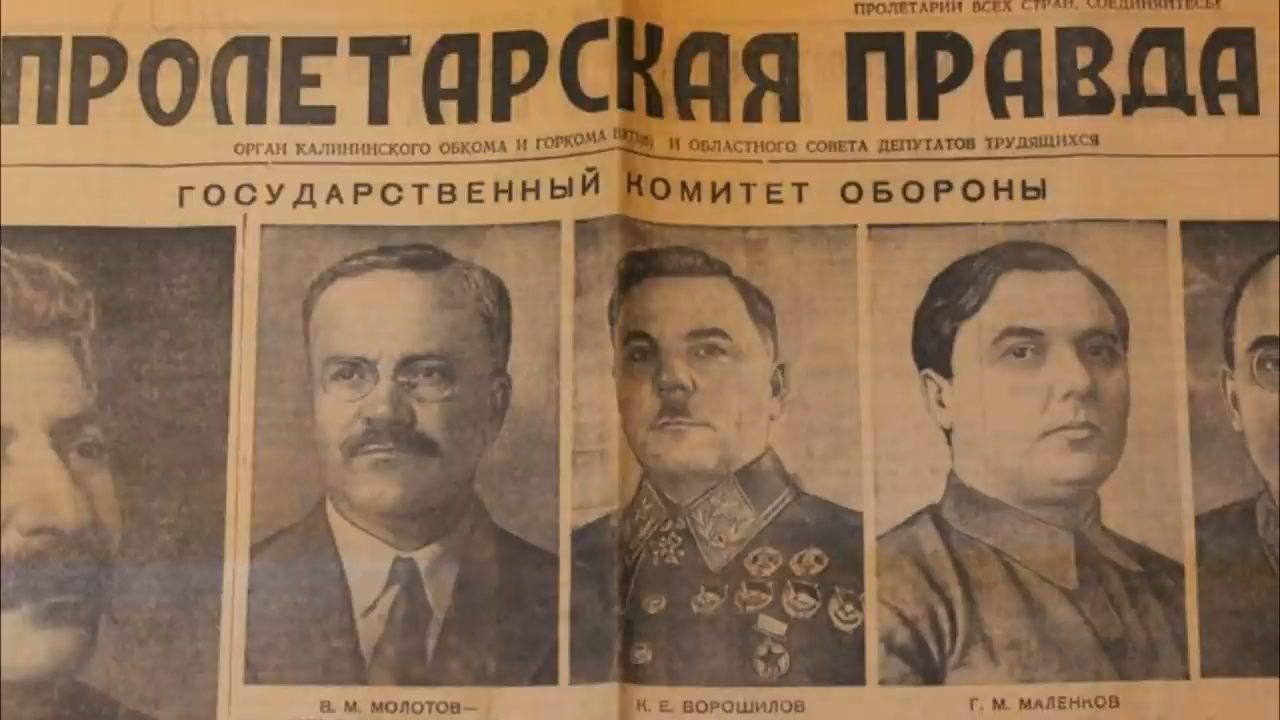 ПРОЛЕТАРИИ ВСЕХ СТРАН, СОЕДИНЯЙТЕСЬ!
ПРОЛЕТАРСКАЯ ПРАВДА
ОРГАН КАЛИНИНСКОГО ОБКОМА И ГОРКОМА ВКП(б) И ОБЛАСТНОГО СОВЕТА ДЕПУТАТОВ ТРУДЯЩИХСЯ
ГОСУДАРСТВЕННЫЙ КОМИТЕТ ОБОРОНЫ
В. М. МОЛОТОВ—
К. Е. ВОРОШИЛОВ
Г. М. МАЛЕНКОВ